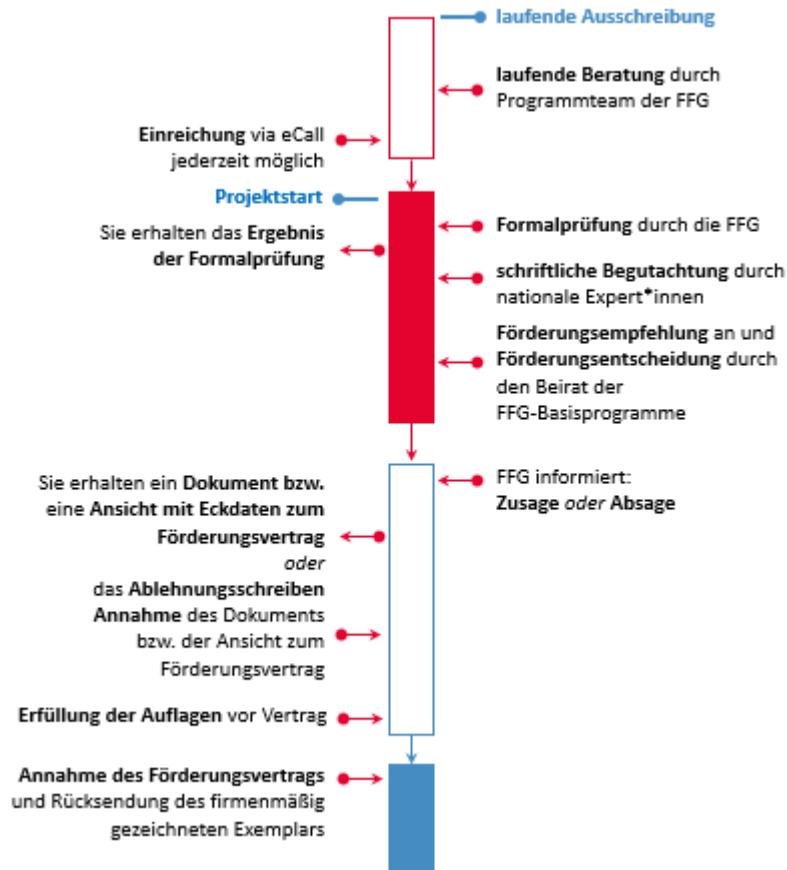 laufende Ausschreibung
laufende Beratung durch
Programmteam der FFG
Einreichung via eCall
jederzeit möglich
Projektstart
Sie erhalten das Ergebnis
der Formalprüfung
Formalprüfung durch die FFG
schriftliche Begutachtung durch
nationale Expert*innen
Förderungsempfehlung an und
Förderungsentscheidung durch
den Beirat der
FFG-Basisprogramme
FFG informiert:
Zusage oder Absage
Sie erhalten ein Dokument bzw.
eine Ansicht mit Eckdaten zum
Förderungsvertrag
oder
das Ablehnungsschreiben
Annahme des Dokuments
bzw. der Ansicht zum
Förderungsvertrag
Erfüllung der Auflagen vor Vertrag
Annahme des Förderungsvertrags
und Rücksendung des firmenmäßig
gezeichneten Exemplars